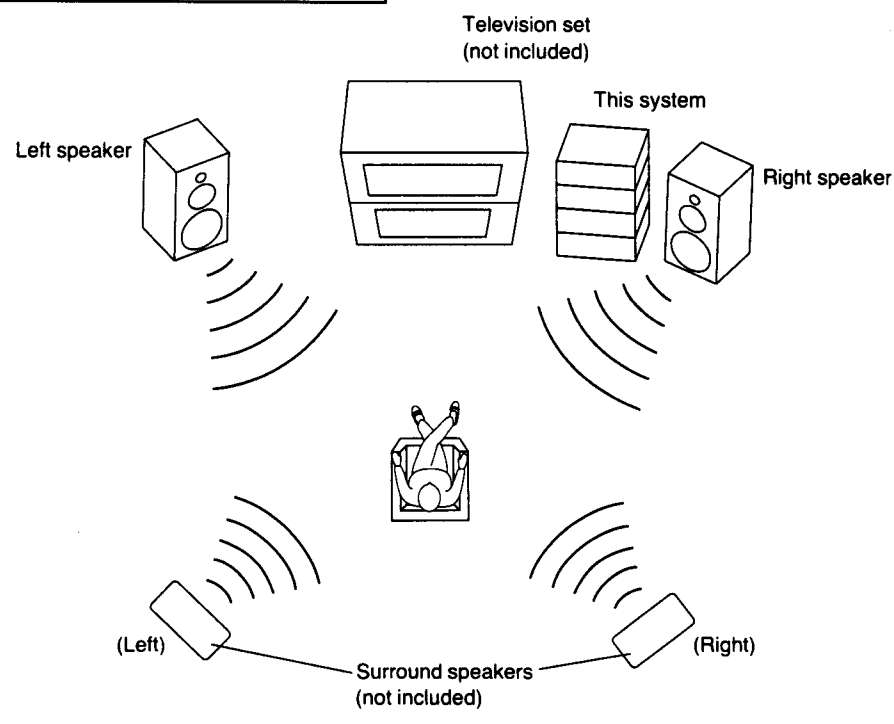 Television set
(not included)
This system
Left speaker
Right speaker
(Left)
(Right)
Surround speakers
(not included)